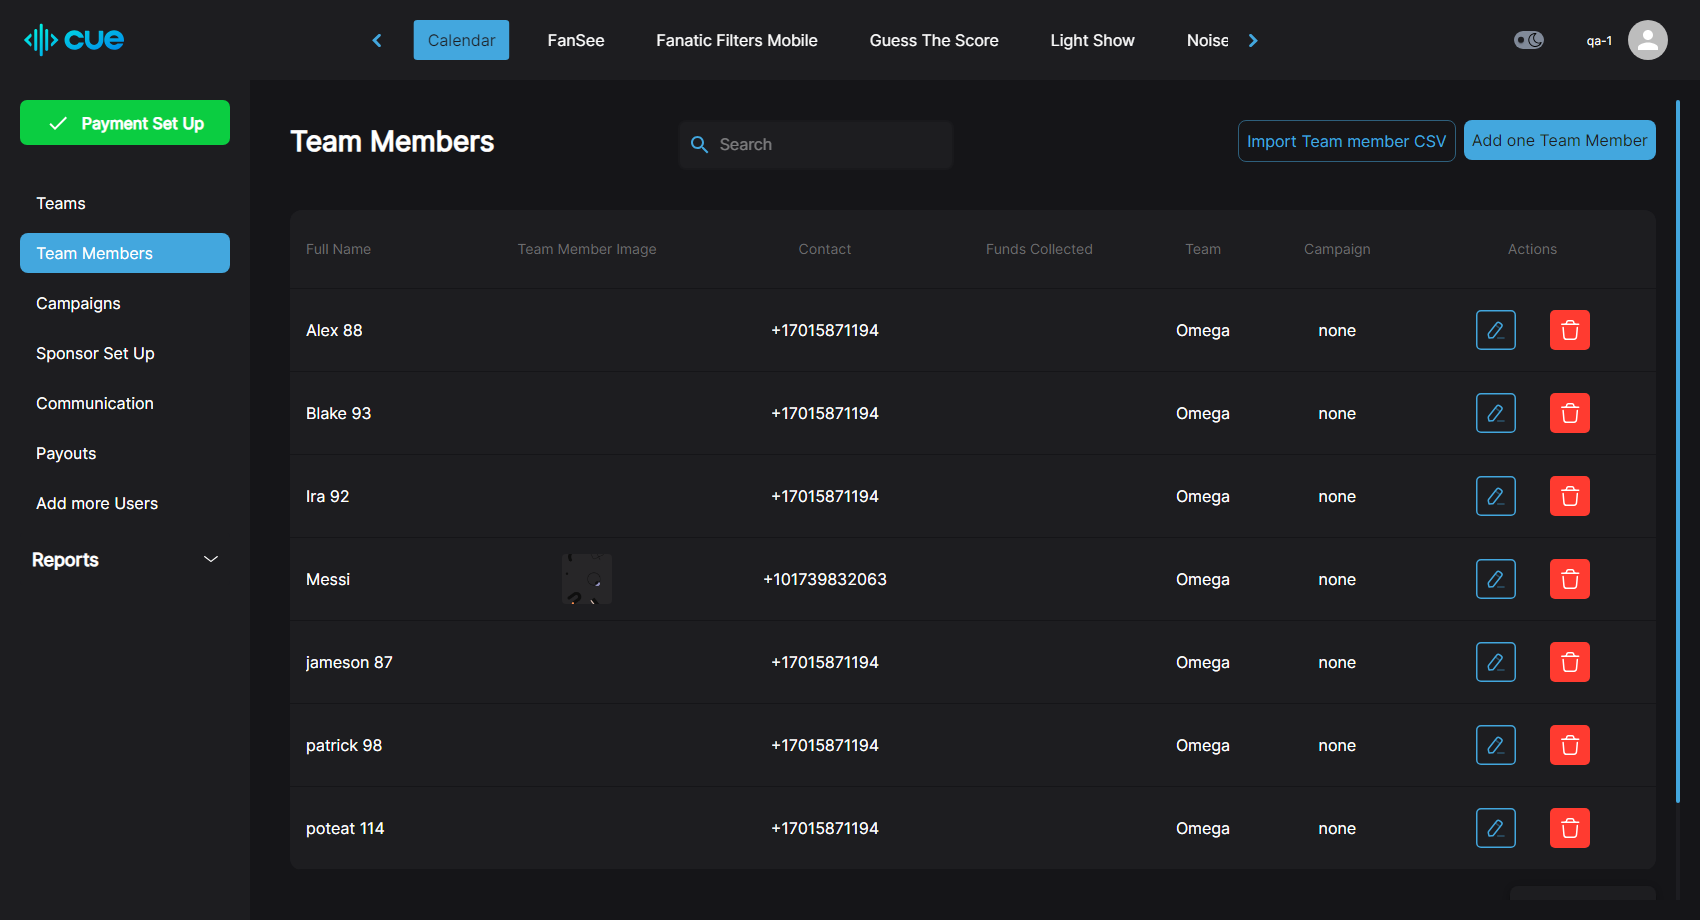 cue
Calendar FanSee Fanatic Filters Mobile Guess The Score Light Show Noise
qa-1
Payment Set Up
Teams
Team Members
Campaigns
Sponsor Set Up
Communication
Payouts
Add more Users
Reports
Team Members
Search
Import Team member CSV
Add one Team Member
Full Name Team Member Image Contact Funds Collected Team Campaign Actions
Alex 88 +17015871194 Omega none
Blake 93 +17015871194 Omega none
Ira 92 +17015871194 Omega none
Messi +101739832063 Omega none
jameson 87 +17015871194 Omega none
patrick 98 +17015871194 Omega none
poteat 114 +17015871194 Omega none